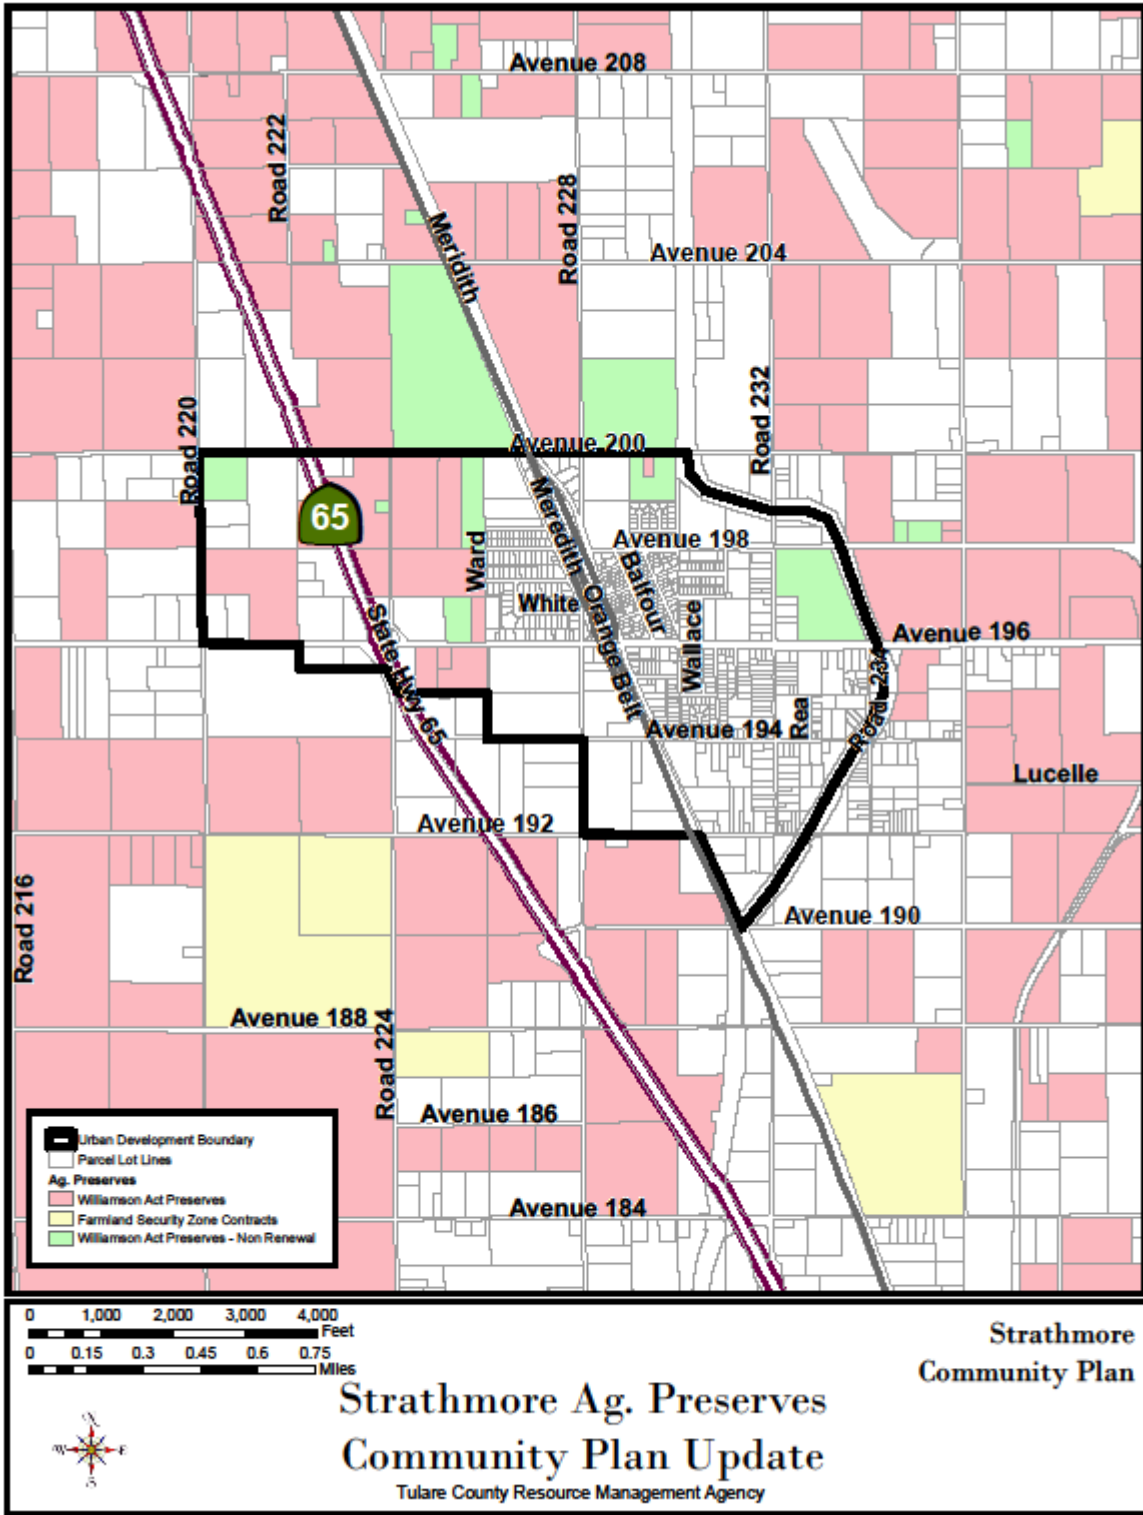 Avenue 208
Road 222
Road 228
Meridith
Avenue 204
Road 232
Road 220
Avenue 200
65
Meredith
Ward
Avenue 198
Balfour
White
Orange Belt
Wallace
State Hwy 65
Avenue 196
Road 234
Rea
Avenue 194
Lucelle
Avenue 192
Road 216
Avenue 190
Avenue 188
Road 224
Avenue 186
Avenue 184
Urban Development Boundary
Parcel Lot Lines
Ag. Preserves
Williamson Act Preserves
Farmland Security Zone Contracts
Williamson Act Preserves - Non Renewal
0 1,000 2,000 3,000 4,000
Feet
0 0.15 0.3 0.45 0.6 0.75
Miles
Strathmore
Community Plan
Strathmore Ag. Preserves
Community Plan Update
Tulare County Resource Management Agency
N
W E
S